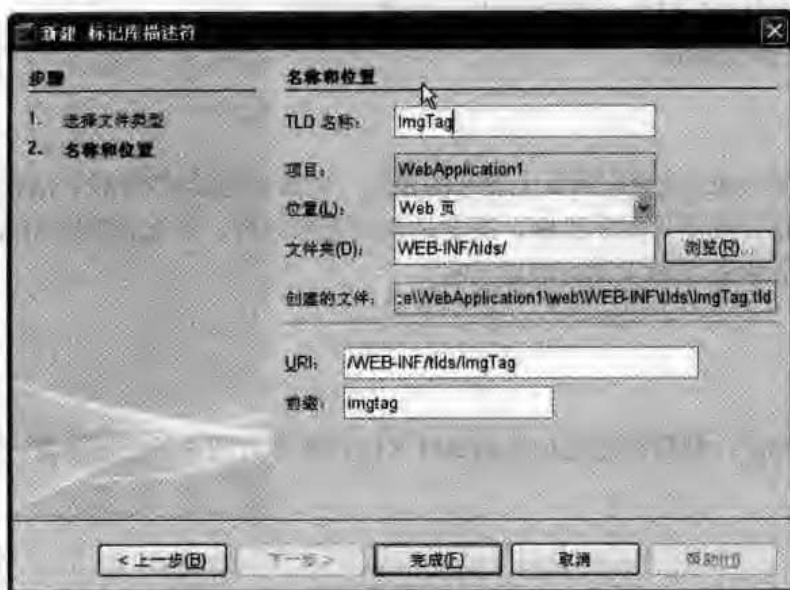 新建 标记库描述符
步骤
1. 选择文件类型
2. 名称和位置
名称和位置
TLD 名称： ImgTag
项目： WebApplication1
位置(L)： Web 页
文件夹(D)： WEB-INF/tlds/ 浏览(R)...
创建的文件： :e\WebApplication1\web\WEB-INF\tlds\ImgTag.tld
URI： /WEB-INF/tlds/ImgTag
前缀： imgtag
< 上一步(B) 下一步 > 完成(F) 取消 帮助(H)